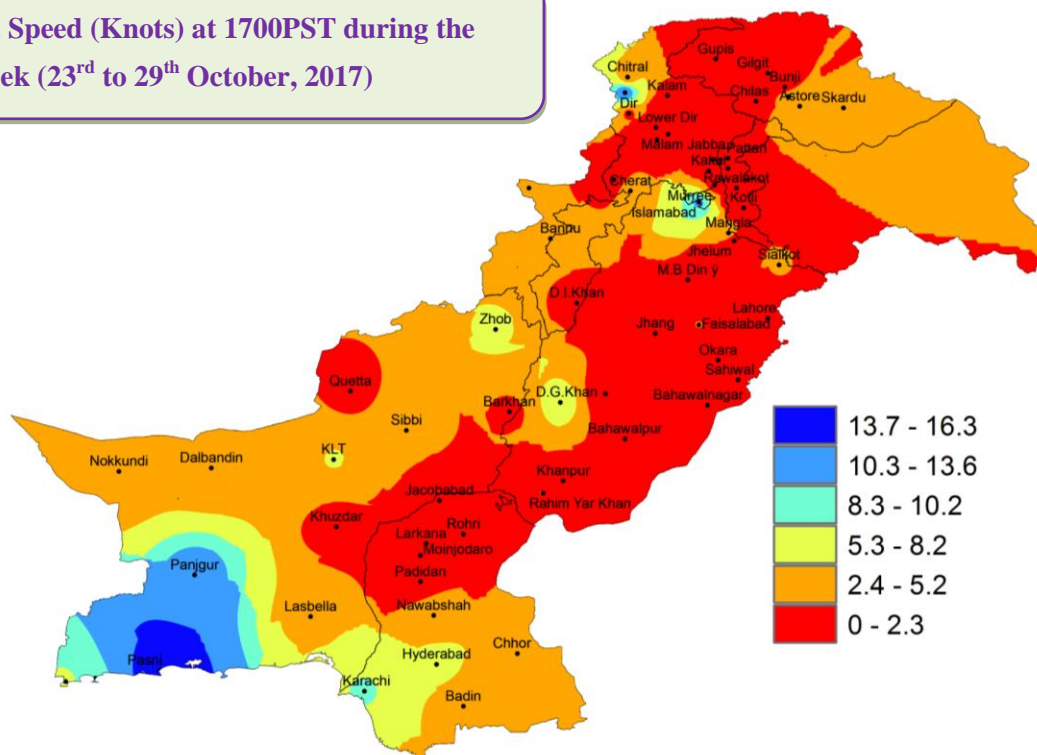 Speed (Knots) at 1700PST during the
ek (23rd to 29th October, 2017)
Gupis
Gilgit
Bunji
Chitral
Kalam
Chilas
Astore
Skardu
Dir
Lower Dir
Malam Jabba
Pattan
Kakul
Cherat
Rawalakot
Murree
Kotli
Islamabad
Mangla
Bannu
Jhelum
Sialkot
M.B Din ÿ
D.I.Khan
Lahore
Zhob
Jhang
Faisalabad
Okara
Sahiwal
Quetta
D.G.Khan
Bahawalnagar
Barkhan
Sibbi
Bahawalpur
KLT
Nokkundi
Dalbandin
Khanpur
Jacobabad
Rahim Yar Khan
Khuzdar
Rohri
Larkana
Moinjodaro
Panjgur
Padidan
Lasbella
Nawabshah
Chhor
Pasni
Hyderabad
Karachi
Badin
13.7 - 16.3
10.3 - 13.6
8.3 - 10.2
5.3 - 8.2
2.4 - 5.2
0 - 2.3